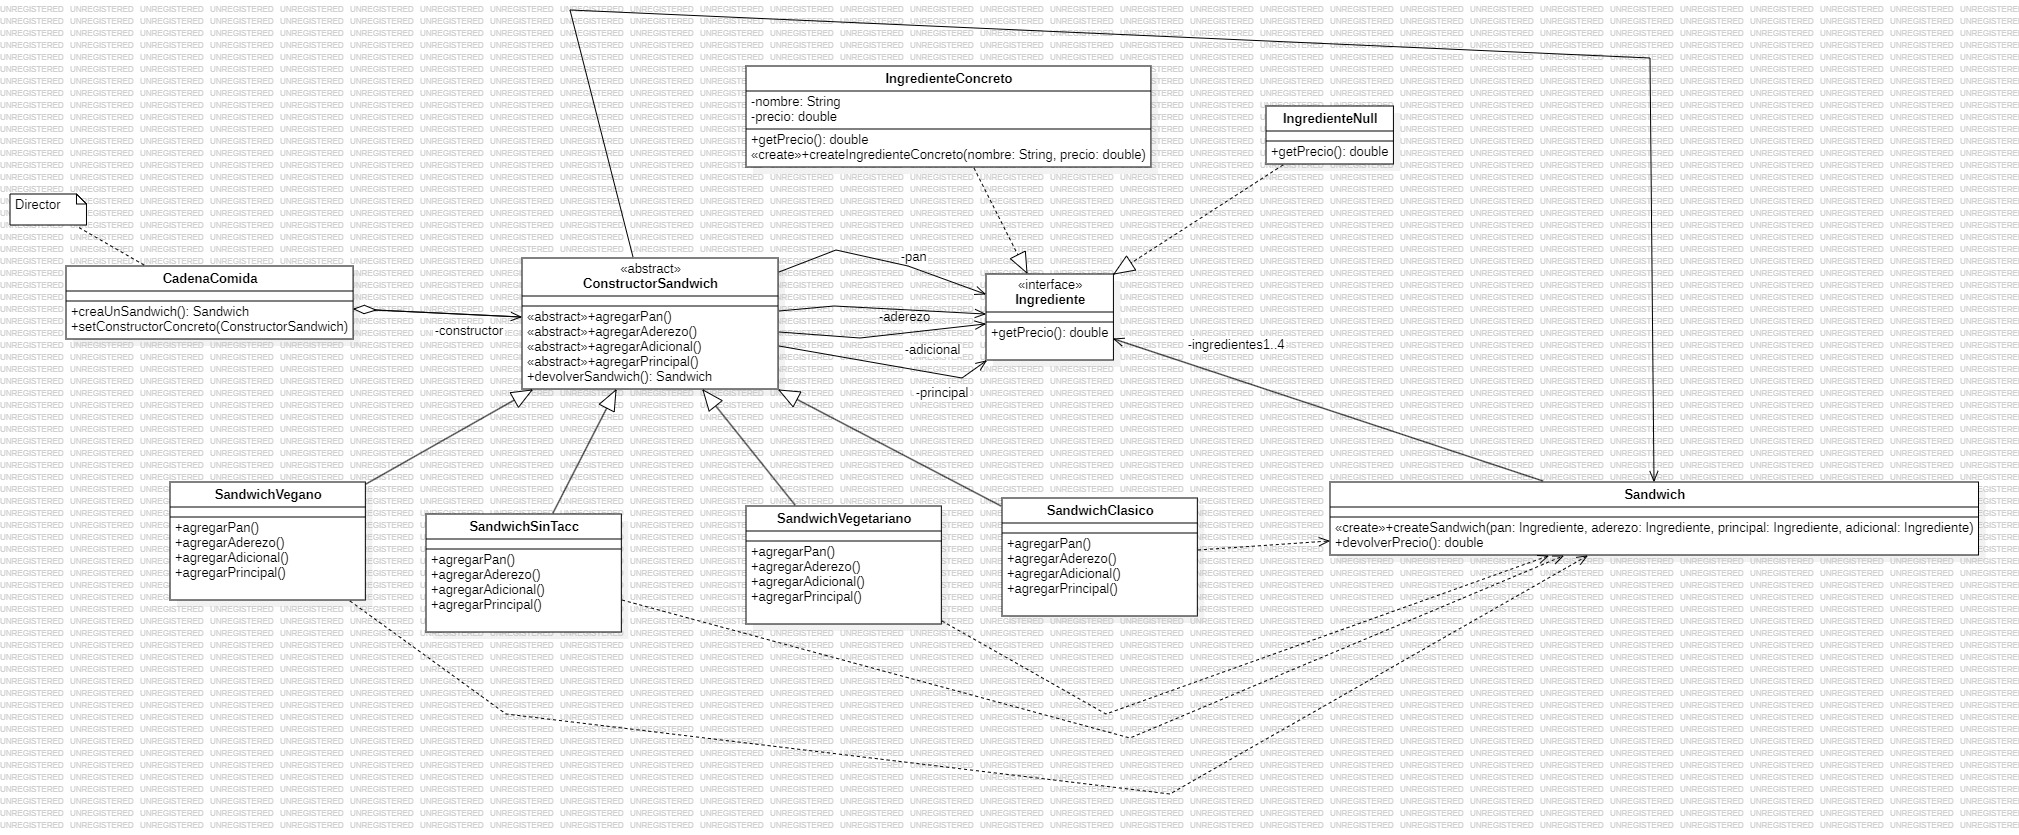 IngredienteConcreto
-nombre: String
-precio: double
+getPrecio(): double
«create»+createIngredienteConcreto(nombre: String, precio: double)
IngredienteNull
+getPrecio(): double
Director
CadenaComida
+creaUnSandwich(): Sandwich
+setConstructorConcreto(ConstructorSandwich)
-constructor
«abstract»
ConstructorSandwich
«abstract»+agregarPan()
«abstract»+agregarAderezo()
«abstract»+agregarAdicional()
«abstract»+agregarPrincipal()
+devolverSandwich(): Sandwich
-pan
-aderezo
-adicional
-principal
«interface»
Ingrediente
+getPrecio(): double
-ingredientes1..4
SandwichVegano
+agregarPan()
+agregarAderezo()
+agregarAdicional()
+agregarPrincipal()
SandwichSinTacc
+agregarPan()
+agregarAderezo()
+agregarAdicional()
+agregarPrincipal()
SandwichVegetariano
+agregarPan()
+agregarAderezo()
+agregarAdicional()
+agregarPrincipal()
SandwichClasico
+agregarPan()
+agregarAderezo()
+agregarAdicional()
+agregarPrincipal()
Sandwich
«create»+createSandwich(pan: Ingrediente, aderezo: Ingrediente, principal: Ingrediente, adicional: Ingrediente)
+devolverPrecio(): double
UNREGISTERED